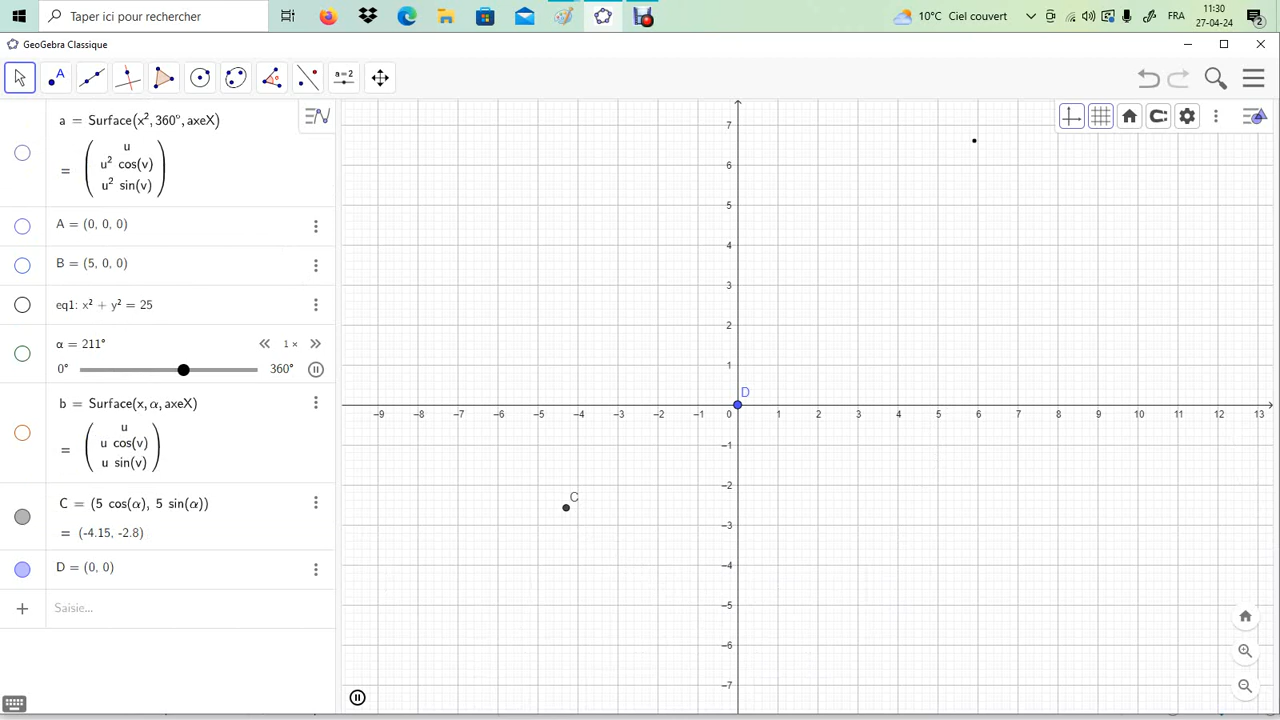 Taper ici pour rechercher
10°C Ciel couvert
FRA
11:30
27-04-24
2
GeoGebra Classique
A
a=2
a = Surface(x², 360°, axeX)
u
= u² cos(v)
u² sin(v)
A = (0, 0, 0)
B = (5, 0, 0)
eq1: x² + y² = 25
α = 211°
1 ×
0°
360°
b = Surface(x, α, axeX)
u
= u cos(v)
u sin(v)
C = (5 cos(α), 5 sin(α))
= (-4.15, -2.8)
D = (0, 0)
+ Saisie...
7
6
5
4
3
2
1
D
–9 –8 –7 –6 –5 –4 –3 –2 –1 0 1 2 3 4 5 6 7 8 9 10 11 12 13
–1
–2
C
–3
–4
–5
–6
–7